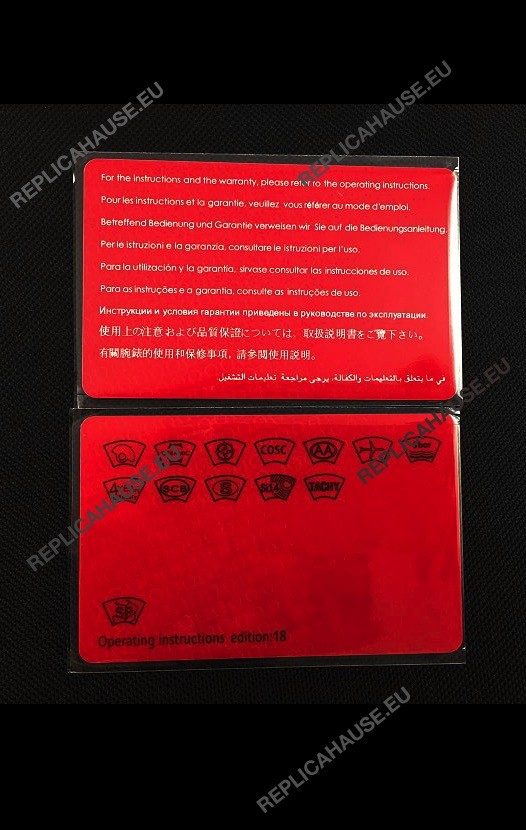 REPLICAHAUSE.EU
REPLICAHAUSE.EU
For the instructions and the warranty, please refer to the operating instructions.
Pour les instructions et la garantie, veuillez vous référer au mode d'emploi.
Betreffend Bedienung und Garantie verweisen wir Sie auf die Bedienungsanleitung.
Per le istruzioni e la garanzia, consultare le istruzioni per l'uso.
Para la utilización y la garantía, sírvase consultar las instrucciones de uso.
Para as instruções e a garantia, consulte as instruções de uso.
Инструкции и условия гарантии приведены в руководстве по эксплуатации.
使用上の注意および品質保證については、取扱説明書をご覽下さい。
有關腕錶的使用和保修事項, 請參閱使用說明。
في ما يتعلق بالتعليمات والكفالة، يرجى مراجعة تعليمات التشغيل.
REPLICAHAUSE.EU
REPLICAHAUSE.EU
COSC AA bar
SCB S Si14 TACHY
Operating instructions edition:18
REPLICAHAUSE.EU